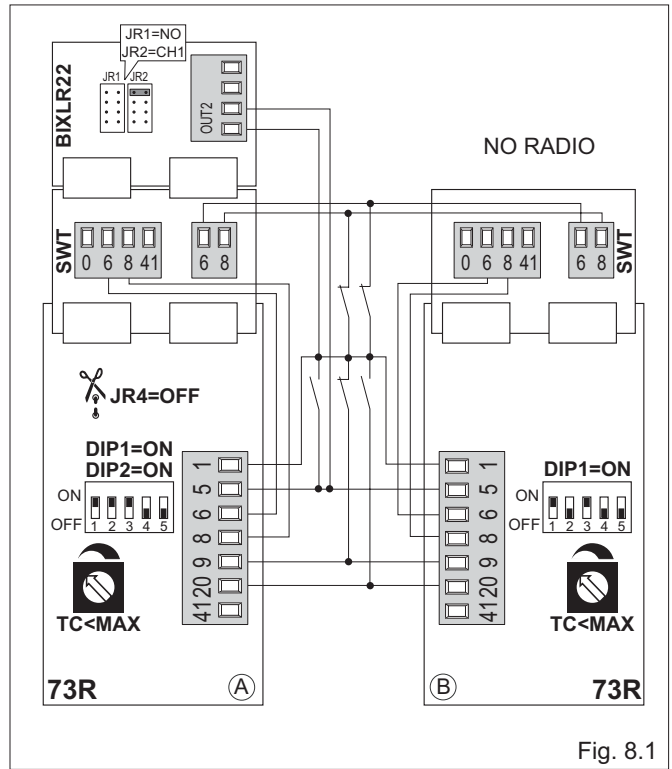 JR1=NO
JR2=CH1
JR1 JR2
BIXLR22
OUT2
NO RADIO
SWT
0 6 8 41
6 8
0 6 8 41
6 8
SWT
JR4=OFF
DIP1=ON
DIP2=ON
ON
OFF
1 2 3 4 5
TC<MAX
1
5
6
8
9
20
41
73R
A
1
5
6
8
9
20
41
DIP1=ON
ON
OFF
1 2 3 4 5
TC<MAX
B
73R
Fig. 8.1